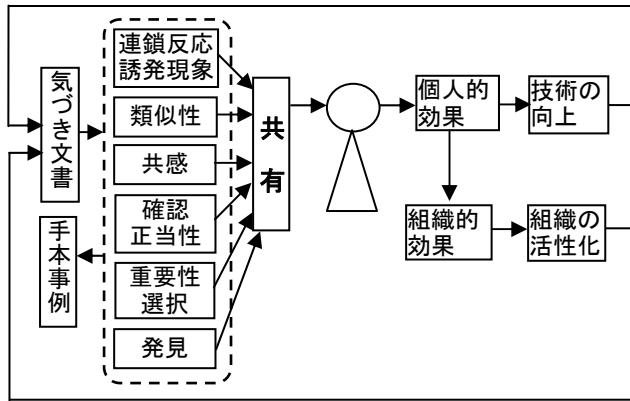 気づき文書
手本事例
連鎖反応
誘発現象
類似性
共感
確認
正当性
重要性
選択
発見
共有
個人的
効果
技術の
向上
組織的
効果
組織の
活性化